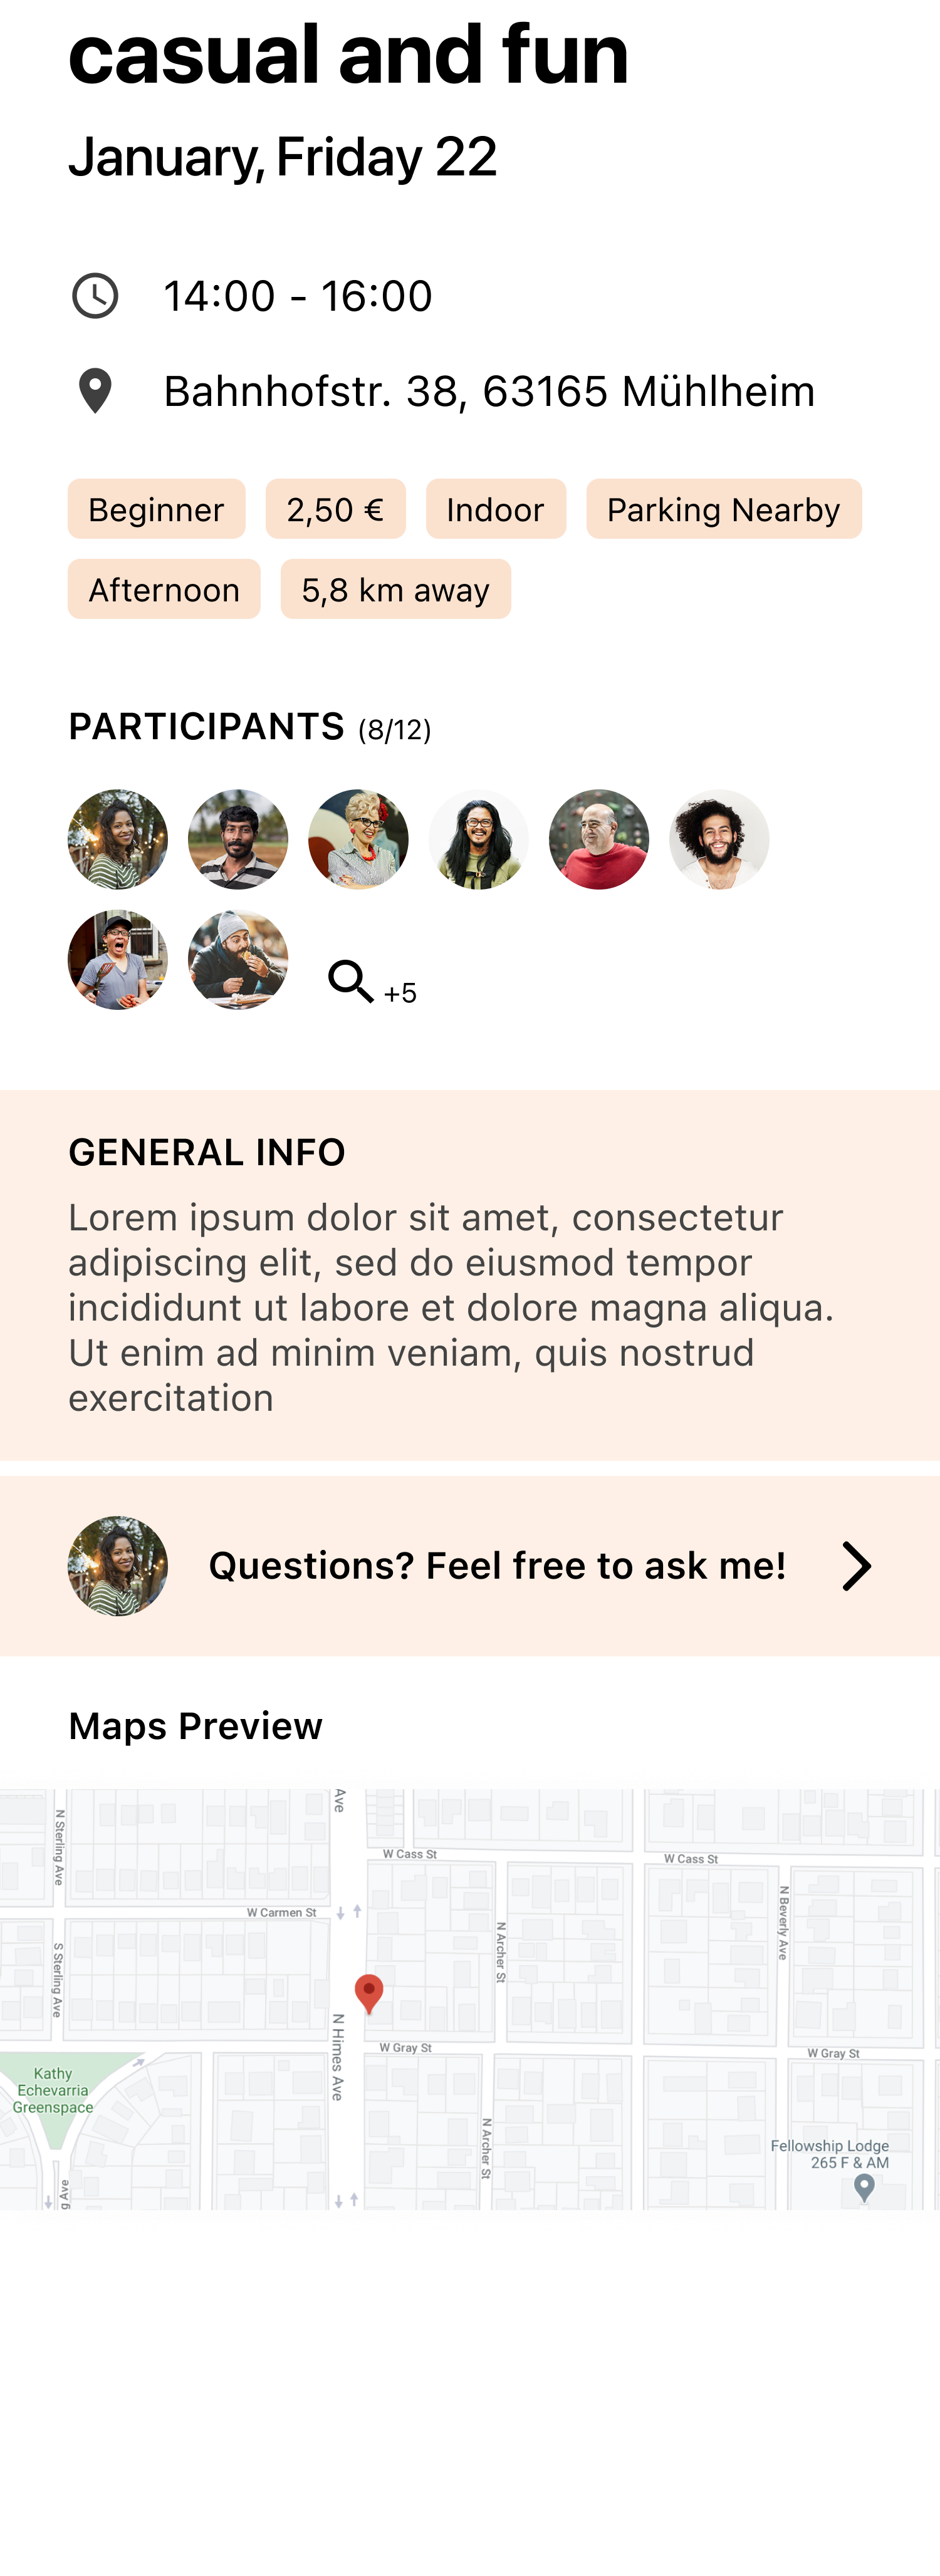 casual and fun
January, Friday 22
14:00 - 16:00
Bahnhofstr. 38, 63165 Mühlheim
Beginner
2,50 €
Indoor
Parking Nearby
Afternoon
5,8 km away
PARTICIPANTS (8/12)
+5
GENERAL INFO
Lorem ipsum dolor sit amet, consectetur
adipiscing elit, sed do eiusmod tempor
incididunt ut labore et dolore magna aliqua.
Ut enim ad minim veniam, quis nostrud
exercitation
Questions? Feel free to ask me!
Maps Preview
Ave
N Sterling Ave
W Cass St
W Cass St
W Carmen St
N Beverly Ave
N Archer St
S Sterling Ave
N Himes Ave
W Gray St
W Gray St
Kathy
Echevarria
Greenspace
N Archer St
Fellowship Lodge
265 F & AM
g Ave